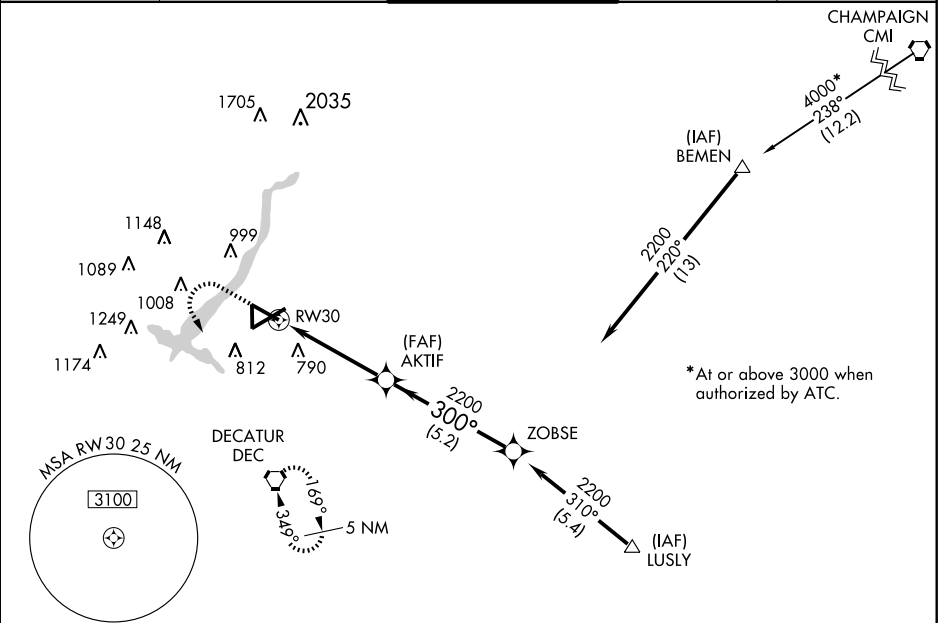 CHAMPAIGN
CMI
4000*
238°
(12.2)
1705
2035
(IAF)
BEMEN
1148
999
1089
2200
220°
(13)
1008
RW30
1249
(FAF)
AKTIF
1174
812
790
*At or above 3000 when
authorized by ATC.
2200
300°
(5.2)
DECATUR
DEC
ZOBSE
MSA RW30 25 NM
3100
169°
349°
5 NM
2200
310°
(5.4)
(IAF)
LUSLY